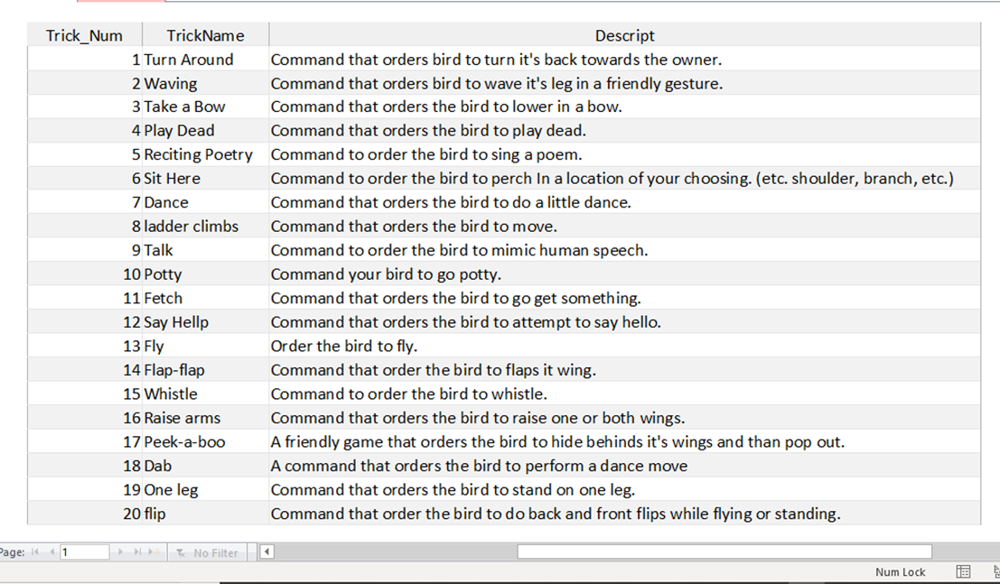 Trick_Num TrickName Descript
1 Turn Around Command that orders bird to turn it's back towards the owner.
2 Waving Command that orders bird to wave it's leg in a friendly gesture.
3 Take a Bow Command that orders the bird to lower in a bow.
4 Play Dead Command that orders the bird to play dead.
5 Reciting Poetry Command to order the bird to sing a poem.
6 Sit Here Command to order the bird to perch In a location of your choosing. (etc. shoulder, branch, etc.)
7 Dance Command that orders the bird to do a little dance.
8 ladder climbs Command that orders the bird to move.
9 Talk Command to order the bird to mimic human speech.
10 Potty Command your bird to go potty.
11 Fetch Command that orders the bird to go get something.
12 Say Hellp Command that orders the bird to attempt to say hello.
13 Fly Order the bird to fly.
14 Flap-flap Command that order the bird to flaps it wing.
15 Whistle Command to order the bird to whistle.
16 Raise arms Command that orders the bird to raise one or both wings.
17 Peek-a-boo A friendly game that orders the bird to hide behinds it's wings and than pop out.
18 Dab A command that orders the bird to perform a dance move
19 One leg Command that orders the bird to stand on one leg.
20 flip Command that order the bird to do back and front flips while flying or standing.
Page: 1 No Filter
Num Lock